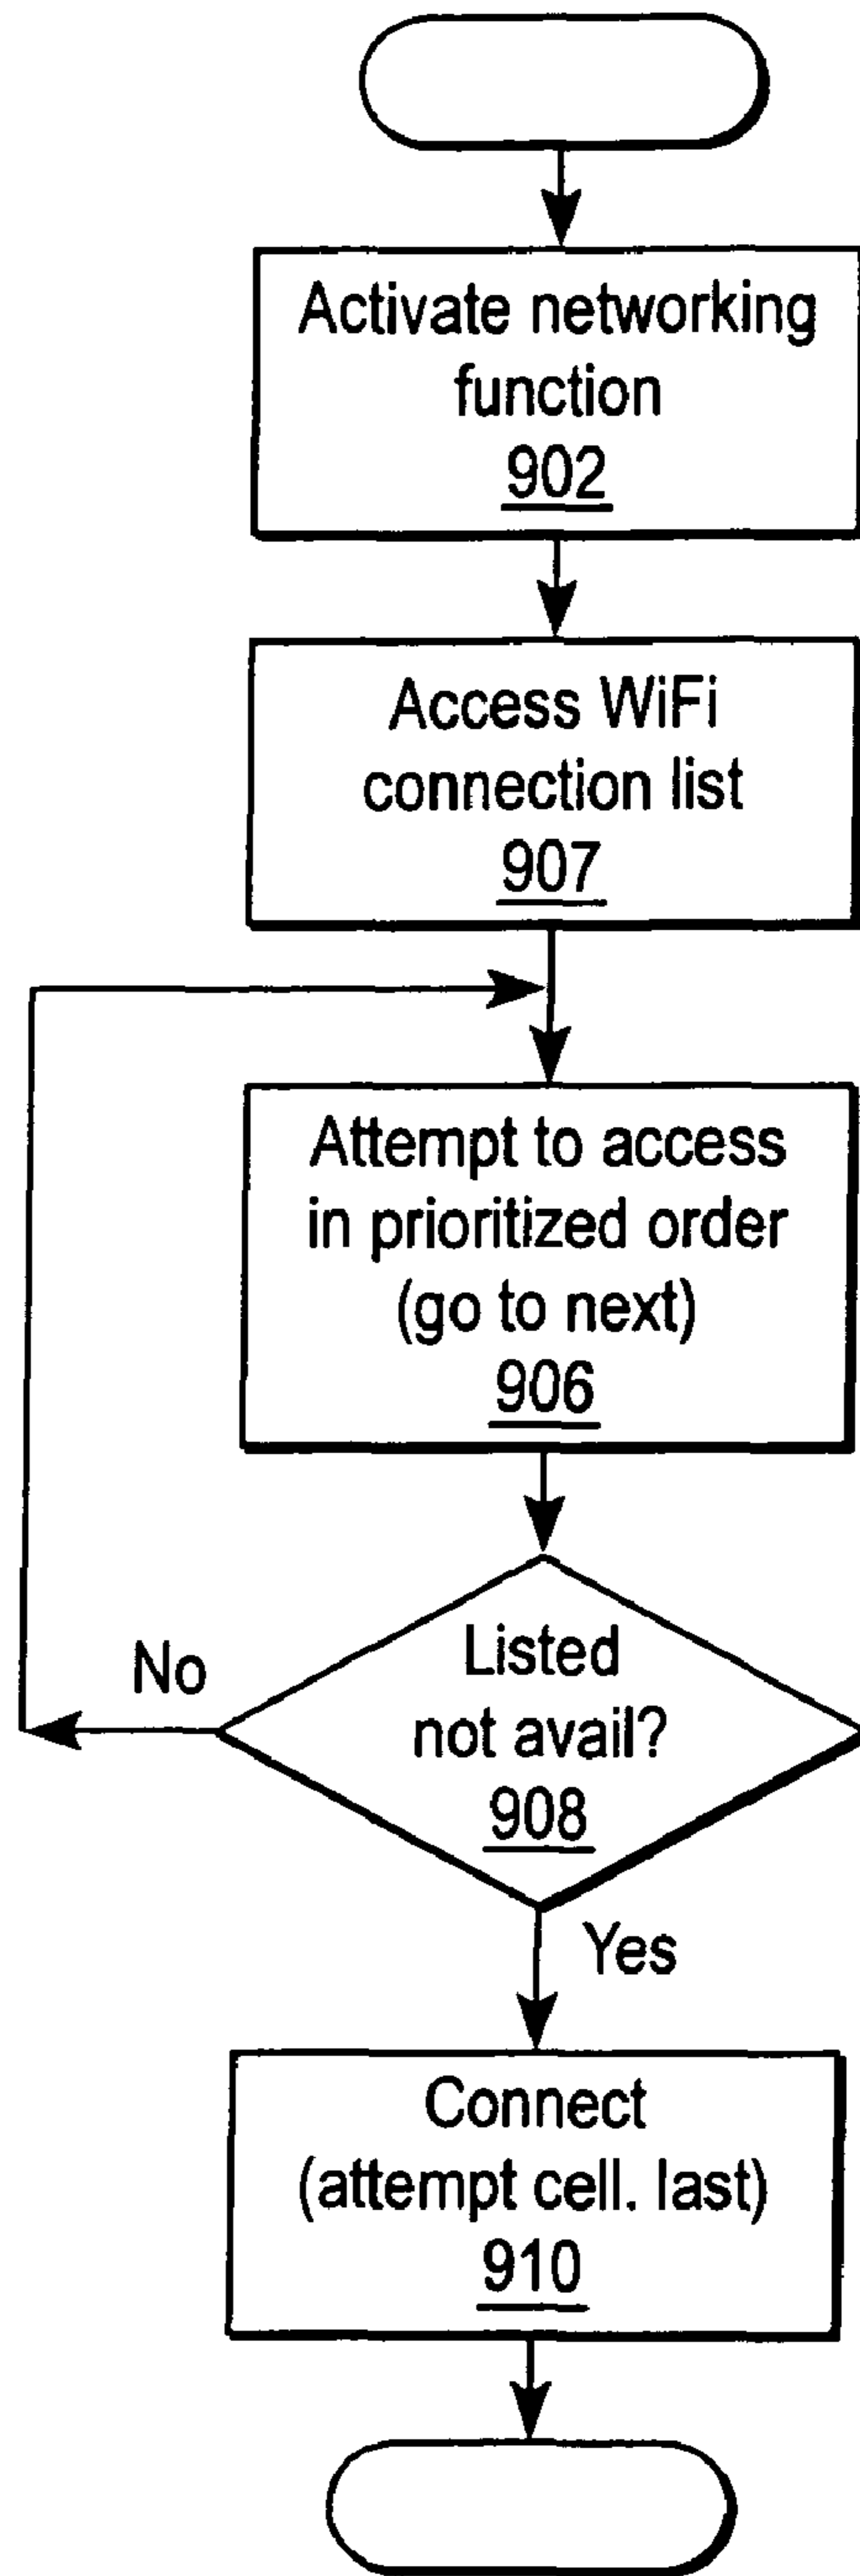 Activate networking
function
902
Access WiFi
connection list
907
Attempt to access
in prioritized order
(go to next)
906
No
Listed
not avail?
908
Yes
Connect
(attempt cell. last)
910